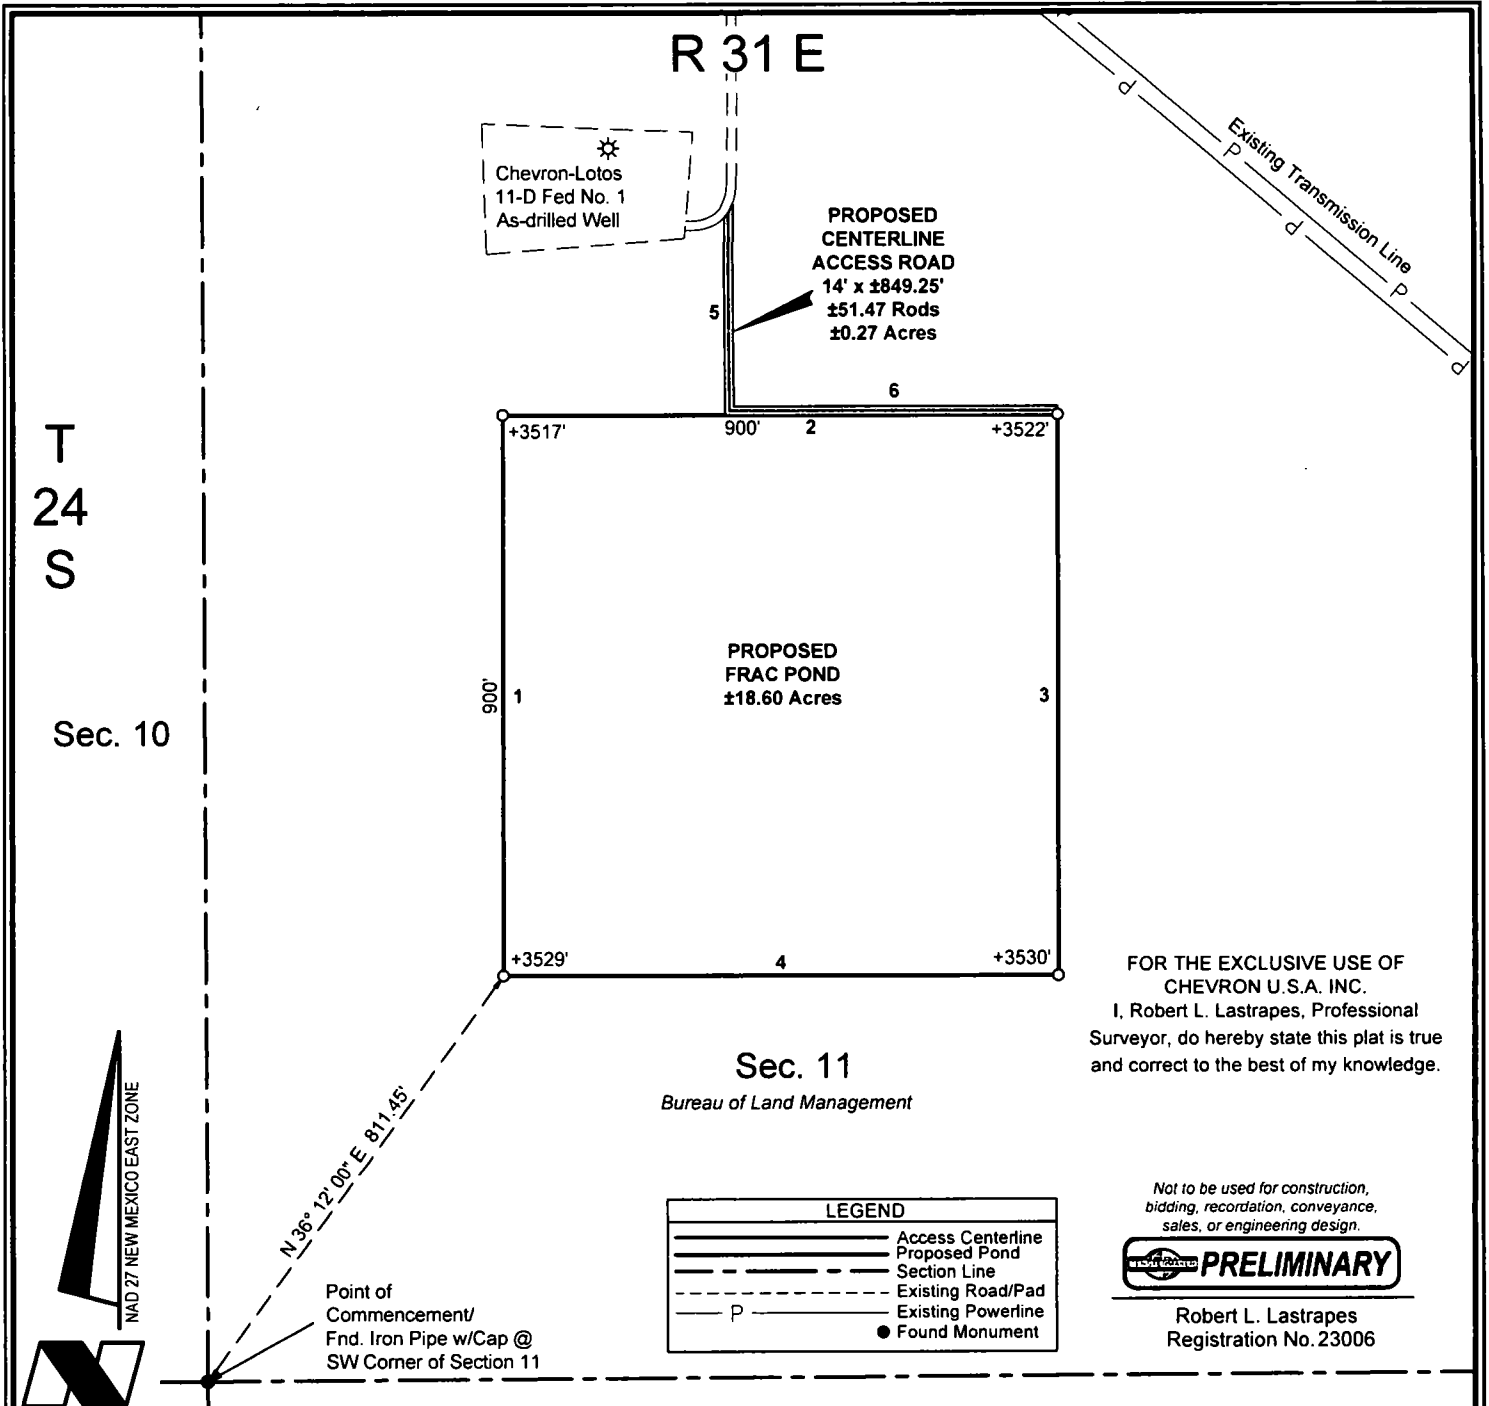 R 31 E
Chevron-Lotos
11-D Fed No. 1
As-drilled Well
PROPOSED
CENTERLINE
ACCESS ROAD
14' x ±849.25'
±51.47 Rods
±0.27 Acres
P
Existing Transmission Line
P
P
P
P
5
6
T
24
S
+3517'
900'
2
+3522'
900'
1
PROPOSED
FRAC POND
±18.60 Acres
3
Sec. 10
+3529'
4
+3530'
FOR THE EXCLUSIVE USE OF
CHEVRON U.S.A. INC.
I, Robert L. Lastrapes, Professional
Surveyor, do hereby state this plat is true
and correct to the best of my knowledge.
Sec. 11
Bureau of Land Management
N 36° 12' 00" E 811.45'
NAD 27 NEW MEXICO EAST ZONE
Point of
Commencement/
Fnd. Iron Pipe w/Cap @
SW Corner of Section 11
LEGEND
Access Centerline
Proposed Pond
Section Line
Existing Road/Pad
P Existing Powerline
Found Monument
Not to be used for construction,
bidding, recordation, conveyance,
sales, or engineering design.
PRELIMINARY
Robert L. Lastrapes
Registration No. 23006